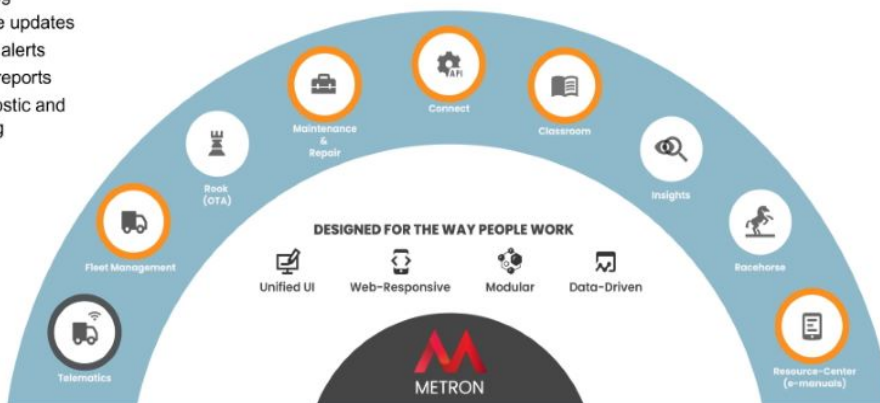 e updates
alerts
reports
ostic and
API
Connect
Maintenance
&
Repair
Classroom
Rook
(OTA)
Insights
DESIGNED FOR THE WAY PEOPLE WORK
Unified UI
Web-Responsive
Modular
Data-Driven
Fleet Management
Racehorse
METRON
Telematics
Resource-Center
(e-manuals)